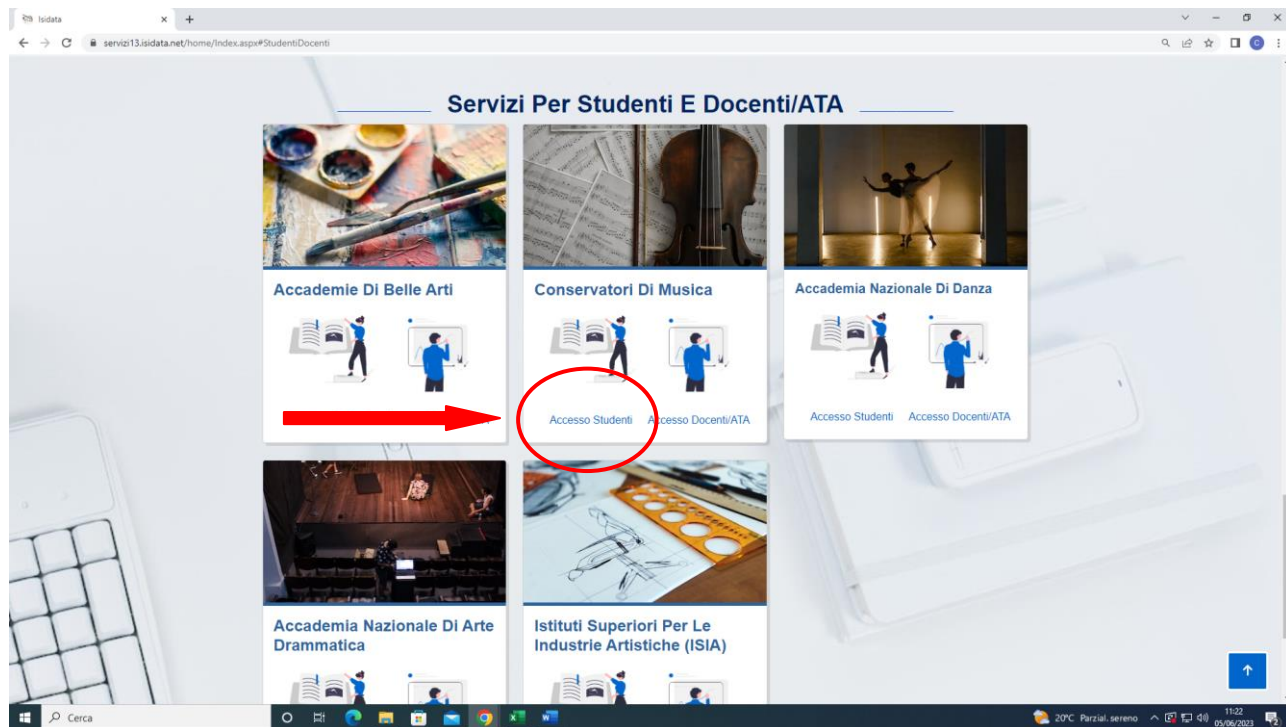 Isidata
servizi13.isidata.net/home/Index.aspx#StudentiDocenti
Servizi Per Studenti E Docenti/ATA
Accademie Di Belle Arti
Conservatori Di Musica
Accademia Nazionale Di Danza
Accesso Studenti Accesso Docenti/ATA
Accesso Studenti Accesso Docenti/ATA
Accademia Nazionale Di Arte
Drammatica
Istituti Superiori Per Le
Industrie Artistiche (ISIA)
Cerca
20°C Parzial. sereno
11:22
05/06/2023